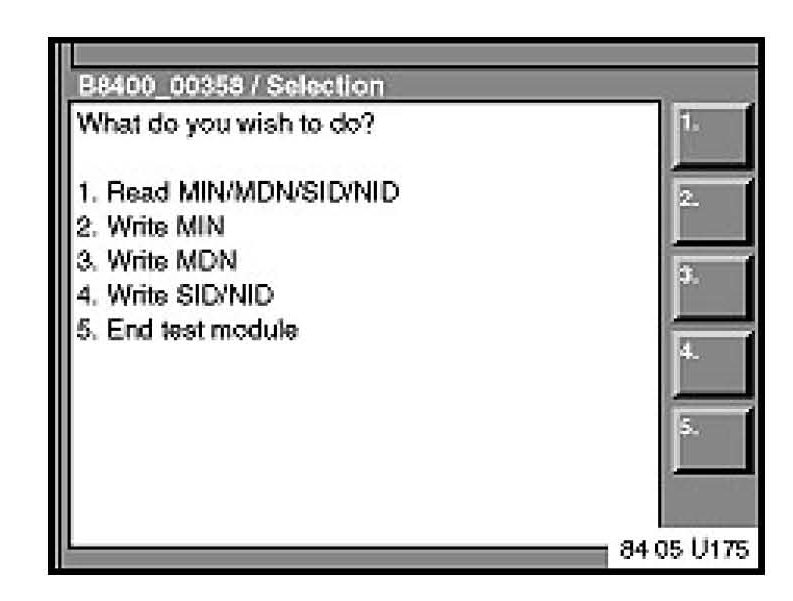 B8400_00358 / Selection
What do you wish to do?
1. Read MIN/MDN/SID/NID
2. Write MIN
3. Write MDN
4. Write SID/NID
5. End test module
1.
2.
3.
4.
5.
84 05 U175